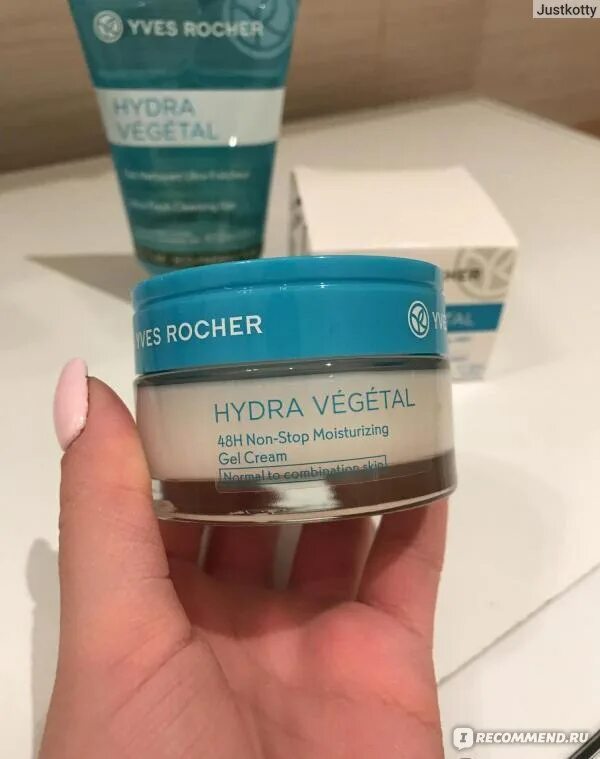 Justkotty
YVES ROCHER
HYDRA
VÉGÉTAL
YVES ROCHER
HYDRA VÉGÉTAL
48H Non-Stop Moisturizing
Gel Cream
Normal to combination skin
IRECOMMEND.RU